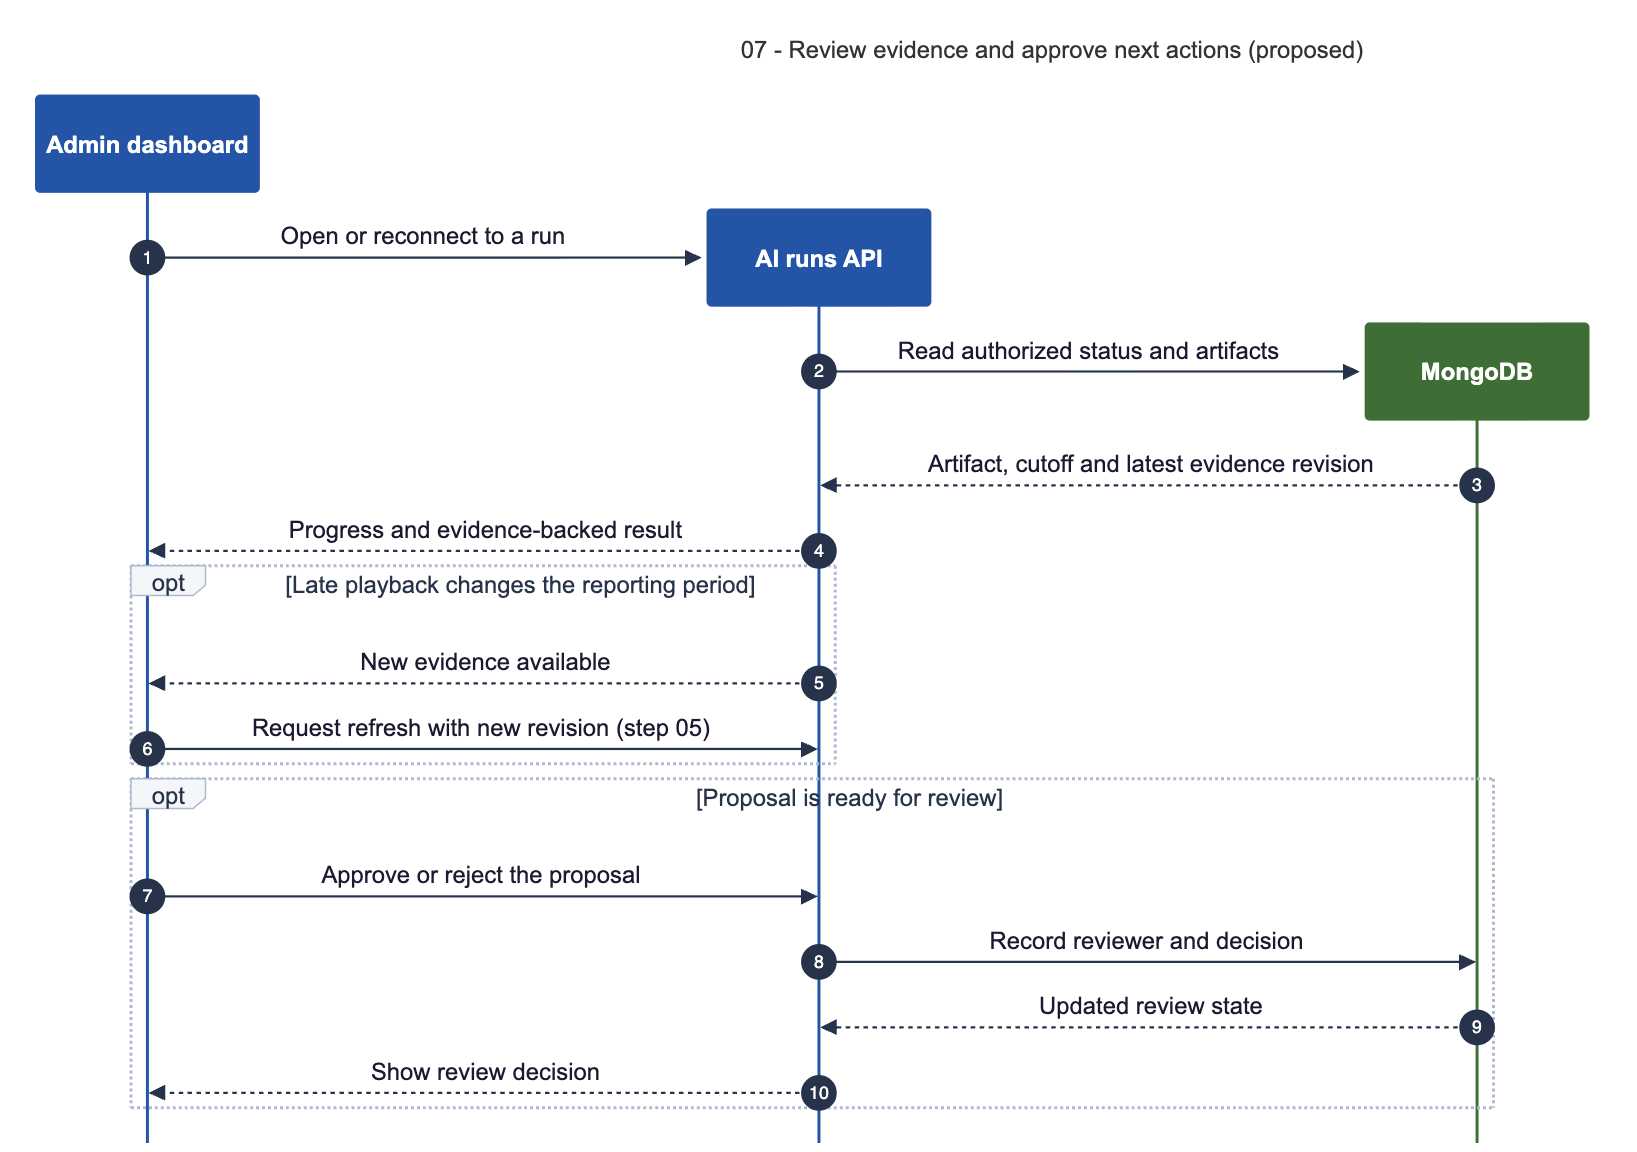 07 - Review evidence and approve next actions (proposed)
Admin dashboard
Open or reconnect to a run
1
AI runs API
Read authorized status and artifacts
2
MongoDB
Artifact, cutoff and latest evidence revision
3
Progress and evidence-backed result
4
opt
[Late playback changes the reporting period]
New evidence available
5
Request refresh with new revision (step 05)
6
opt
[Proposal is ready for review]
Approve or reject the proposal
7
Record reviewer and decision
8
Updated review state
9
Show review decision
10